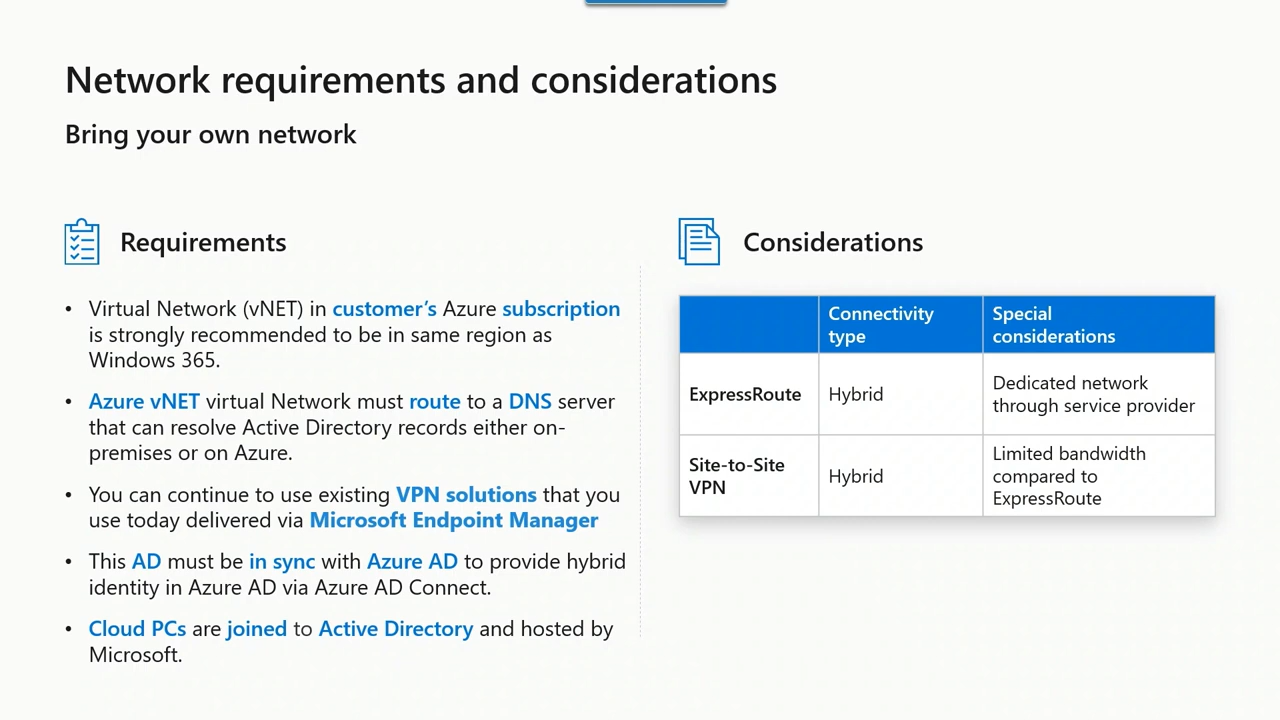 Network requirements and considerations
Bring your own network
Requirements
• Virtual Network (vNET) in customer’s Azure subscription
is strongly recommended to be in same region as
Windows 365.
• Azure vNET virtual Network must route to a DNS server
that can resolve Active Directory records either on-
premises or on Azure.
• You can continue to use existing VPN solutions that you
use today delivered via Microsoft Endpoint Manager
• This AD must be in sync with Azure AD to provide hybrid
identity in Azure AD via Azure AD Connect.
• Cloud PCs are joined to Active Directory and hosted by
Microsoft.
Considerations
Connectivity
type
Special
considerations
ExpressRoute
Hybrid
Dedicated network
through service provider
Site-to-Site
VPN
Hybrid
Limited bandwidth
compared to
ExpressRoute